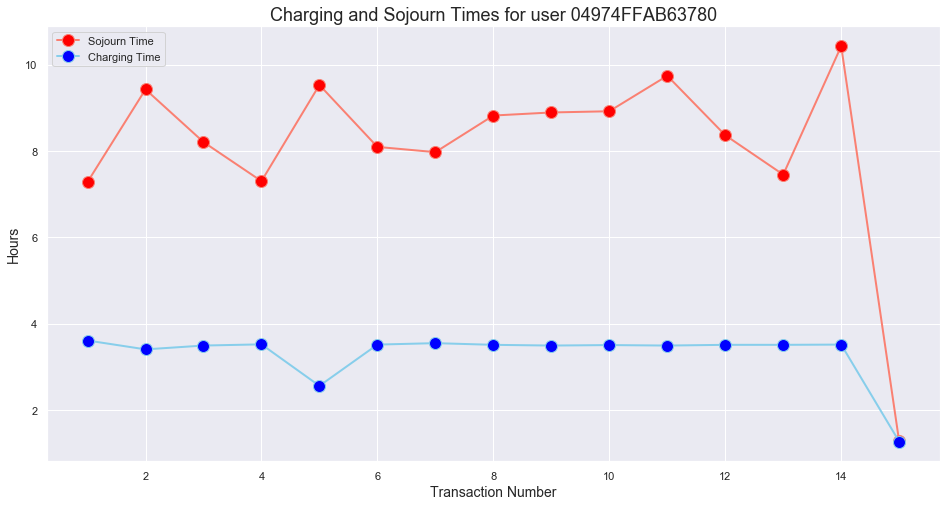 Charging and Sojourn Times for user 04974FFAB63780
Sojourn Time
Charging Time
10
8
6
4
2
Hours
2 4 6 8 10 12 14
Transaction Number